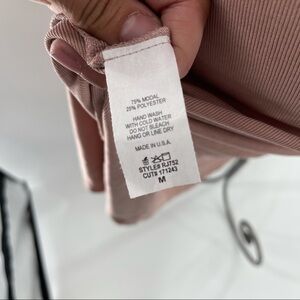 75% MODAL
25% POLYESTER
HAND WASH
WITH COLD WATER
DO NOT BLEACH
HANG OR LINE DRY
MADE IN U.S.A.
STYLE# RJ752
CUT# 171243
M